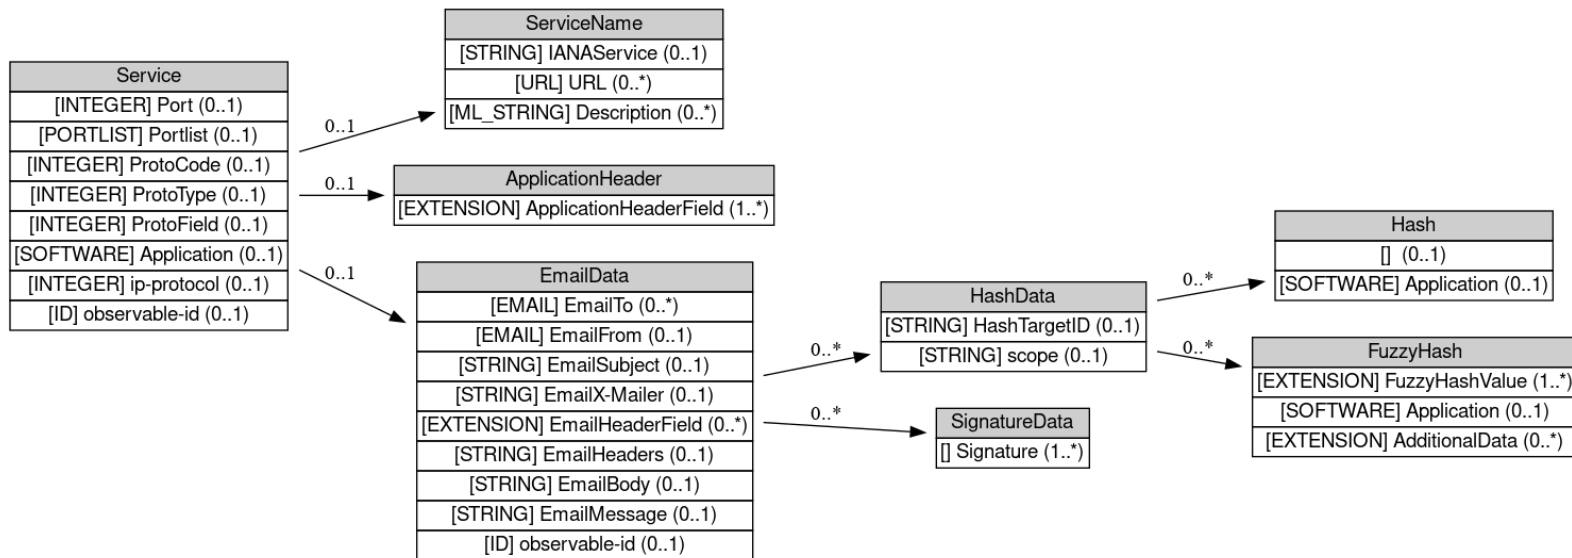 Service
[INTEGER] Port (0..1)
[PORTLIST] Portlist (0..1)
[INTEGER] ProtoCode (0..1)
[INTEGER] ProtoType (0..1)
[INTEGER] ProtoField (0..1)
[SOFTWARE] Application (0..1)
[INTEGER] ip-protocol (0..1)
[ID] observable-id (0..1)
0..1
0..1
0..1
ServiceName
[STRING] IANAService (0..1)
[URL] URL (0..*)
[ML_STRING] Description (0..*)
ApplicationHeader
[EXTENSION] ApplicationHeaderField (1..*)
EmailData
[EMAIL] EmailTo (0..*)
[EMAIL] EmailFrom (0..1)
[STRING] EmailSubject (0..1)
[STRING] EmailX-Mailer (0..1)
[EXTENSION] EmailHeaderField (0..*)
[STRING] EmailHeaders (0..1)
[STRING] EmailBody (0..1)
[STRING] EmailMessage (0..1)
[ID] observable-id (0..1)
0..*
0..*
HashData
[STRING] HashTargetID (0..1)
[STRING] scope (0..1)
SignatureData
[] Signature (1..*)
0..*
0..*
Hash
[] (0..1)
[SOFTWARE] Application (0..1)
FuzzyHash
[EXTENSION] FuzzyHashValue (1..*)
[SOFTWARE] Application (0..1)
[EXTENSION] AdditionalData (0..*)